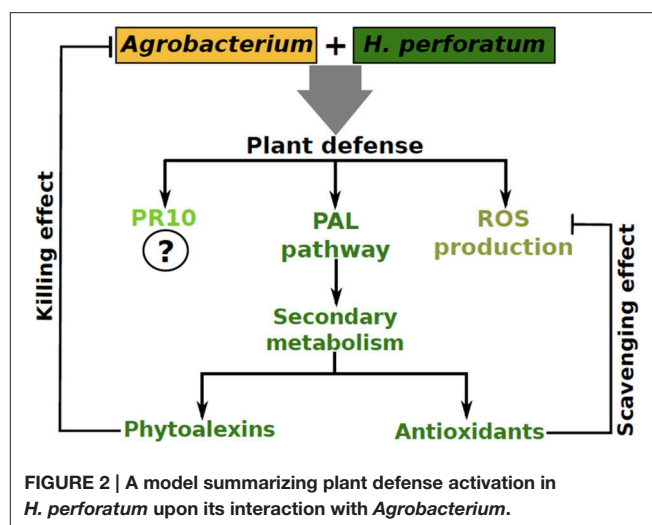 Agrobacterium + H. perforatum
Plant defense
PR10
?
PAL
pathway
ROS
production
Secondary
metabolism
Phytoalexins
Antioxidants
Killing effect
Scavenging effect
FIGURE 2 | A model summarizing plant defense activation in
H. perforatum upon its interaction with Agrobacterium.